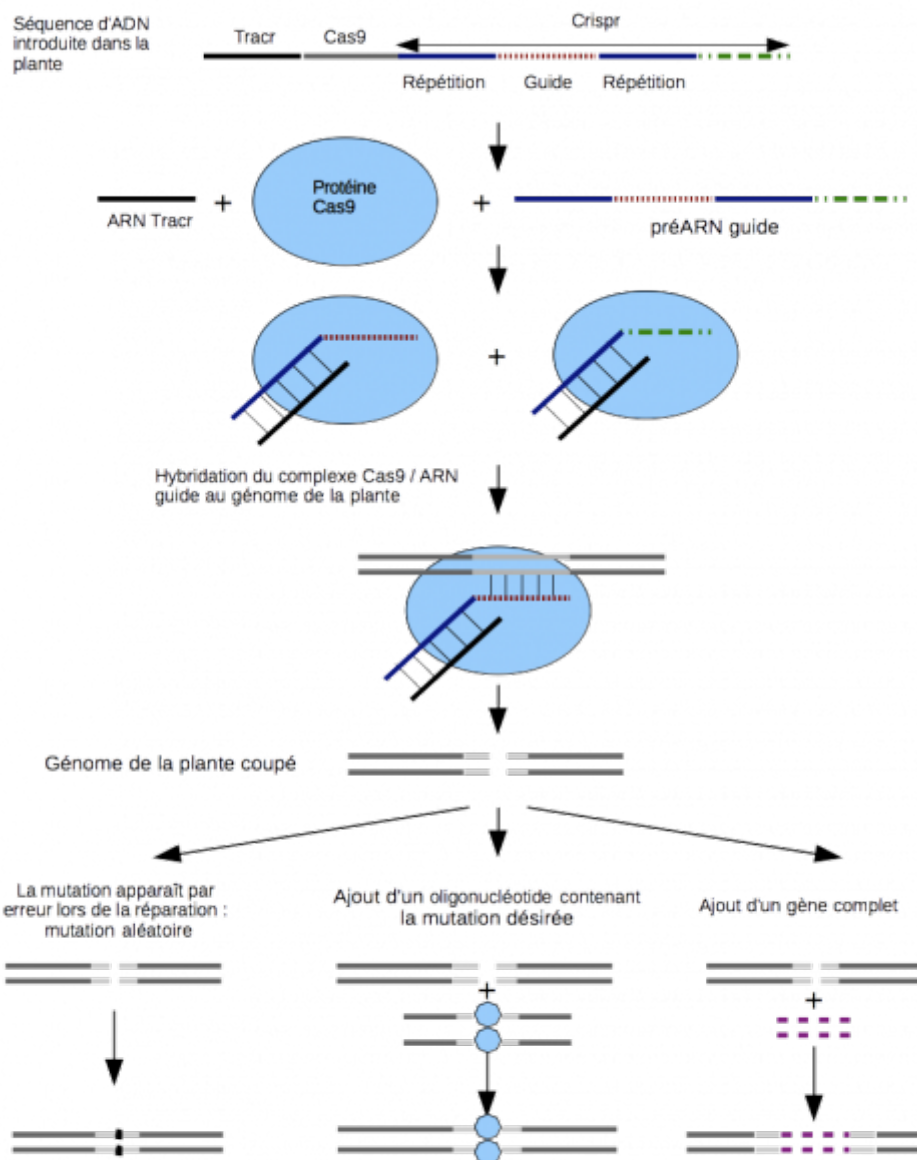 Séquence d'ADN
introduite dans la
plante
Crispr
Tracr
Cas9
Répétition
Guide
Répétition
Protéine
Cas9
+
+
ARN Tracr
préARN guide
+
Hybridation du complexe Cas9 / ARN
guide au génome de la plante
Génome de la plante coupé
La mutation apparaît par
erreur lors de la réparation :
mutation aléatoire
Ajout d'un oligonucléotide contenant
la mutation désirée
Ajout d'un gène complet
+
+